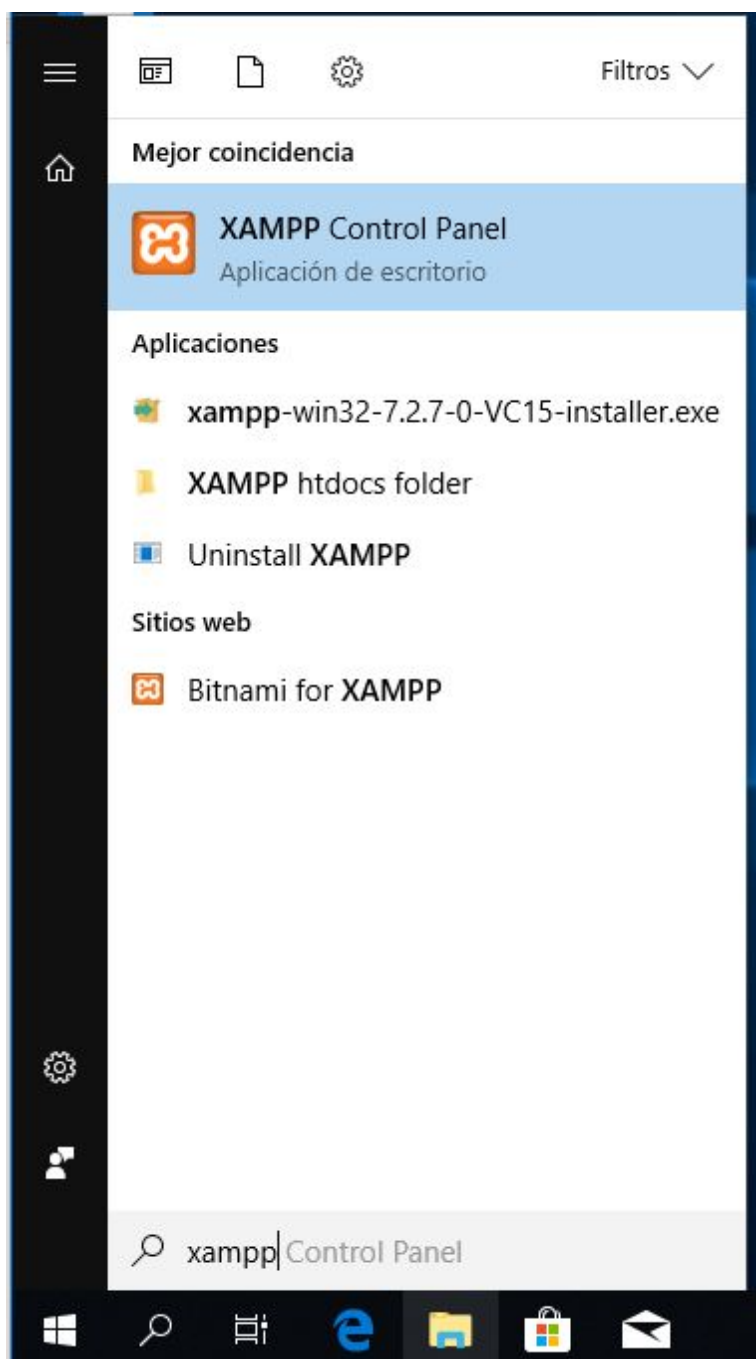 Filtros
Mejor coincidencia
XAMPP Control Panel
Aplicación de escritorio
Aplicaciones
xampp-win32-7.2.7-0-VC15-installer.exe
XAMPP htdocs folder
Uninstall XAMPP
Sitios web
Bitnami for XAMPP
xampp Control Panel